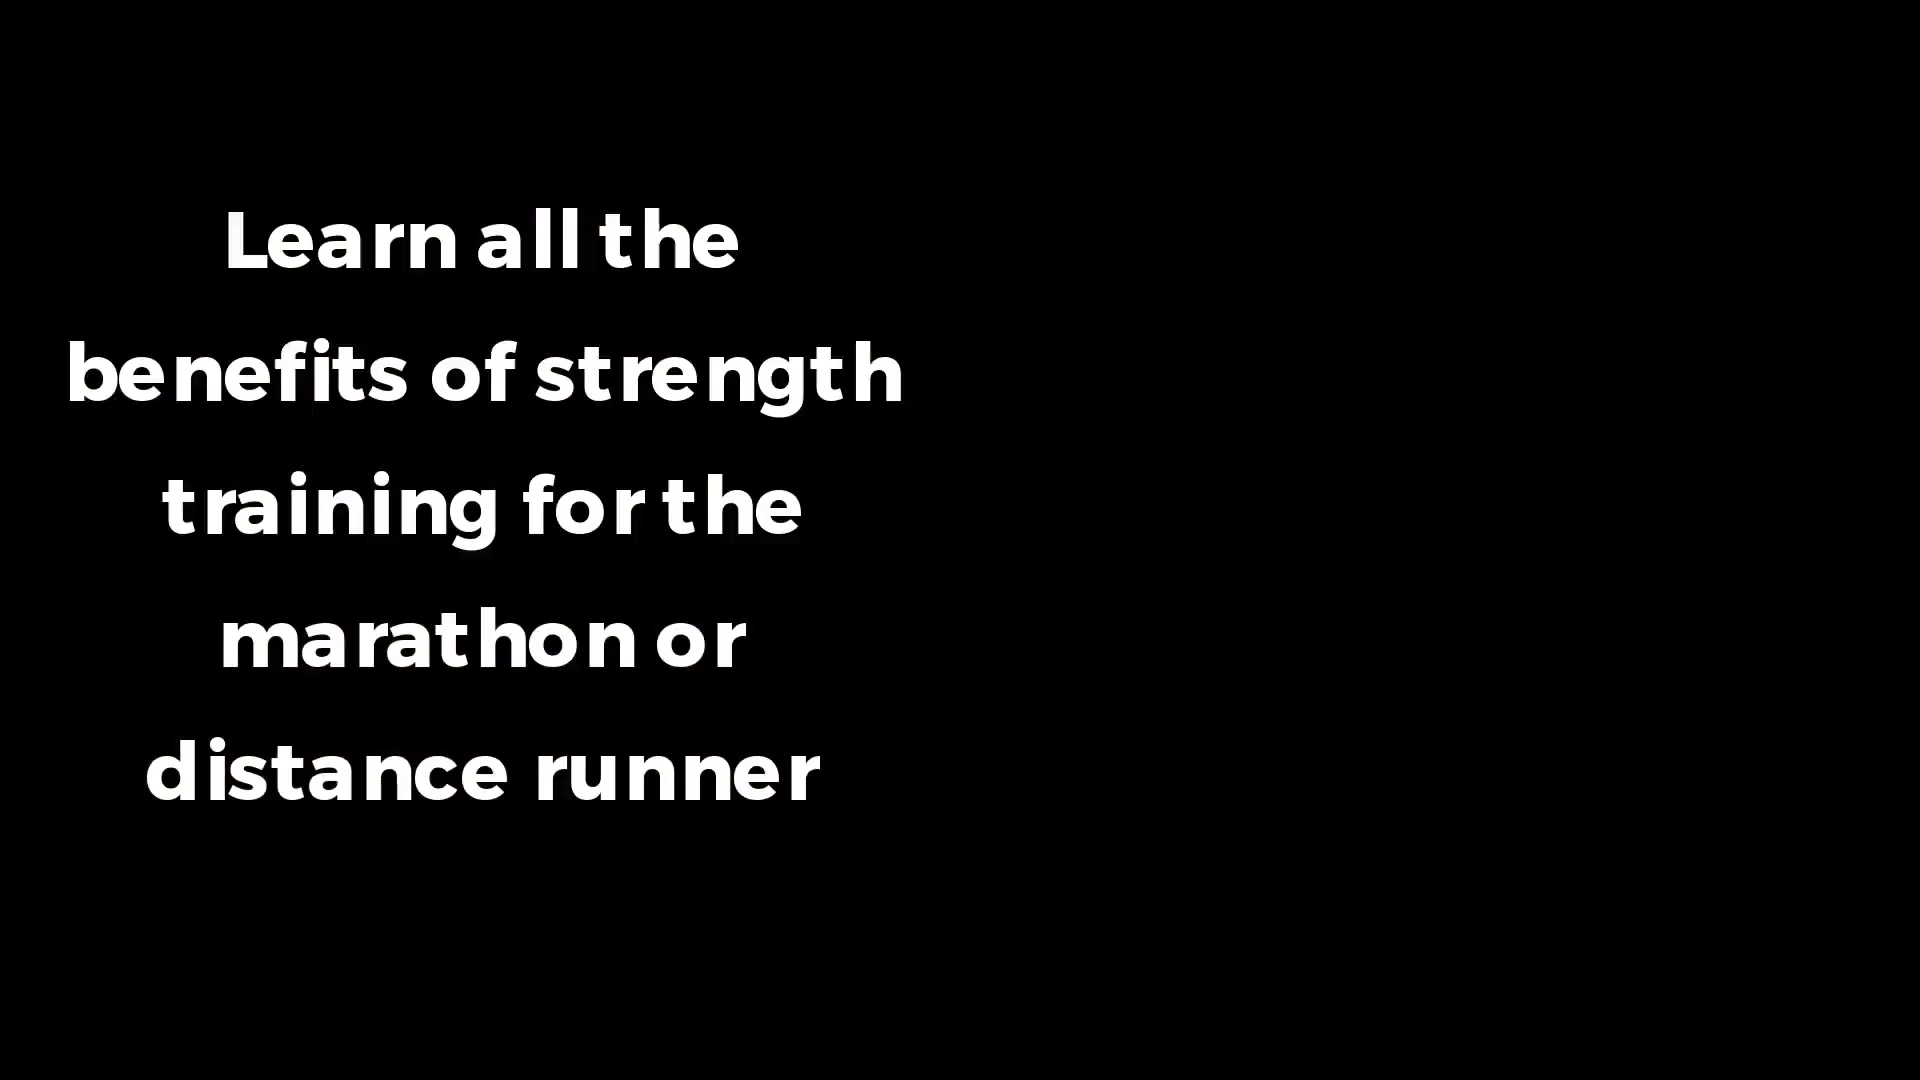 Learn all the
benefits of strength
training for the
marathon or
distance runner